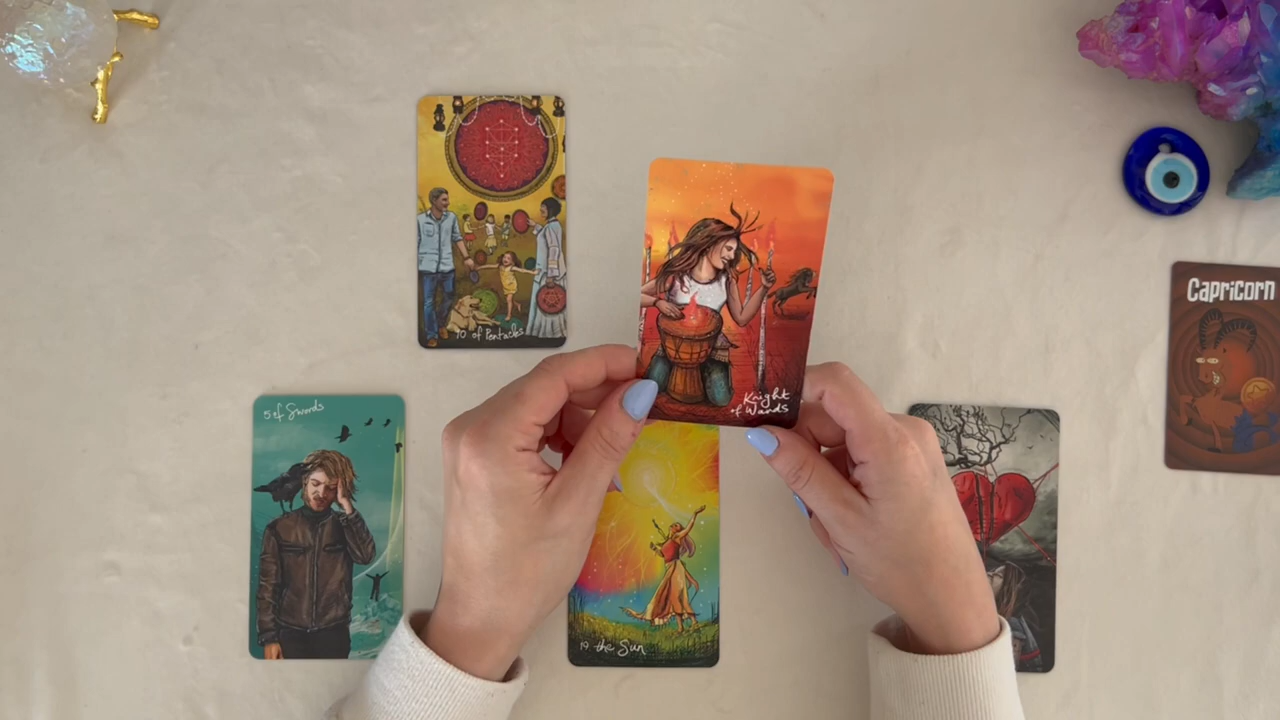 10 of Pentacles
Knight
of Wands
Capricorn
5 of Swords
19 the Sun